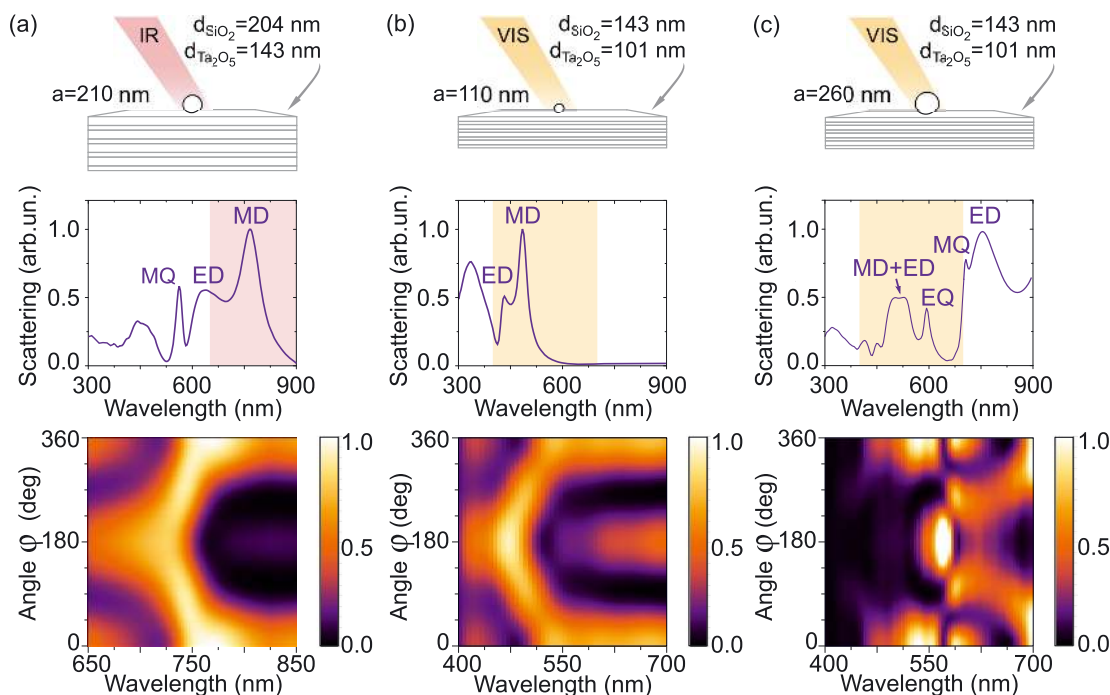 (a)
IR
d_SiO₂=204 nm
d_Ta₂O₅=143 nm
a=210 nm
(b)
VIS
d_SiO₂=143 nm
d_Ta₂O₅=101 nm
a=110nm
(c)
VIS
d_SiO₂=143 nm
d_Ta₂O₅=101 nm
a=260 nm
Scattering (arb.un.)
1.0
0.5
0.0
MQ
ED
MD
300
600
900
Wavelength (nm)
Scattering (arb.un.)
1.0
0.5
0.0
ED
MD
300
600
900
Wavelength (nm)
Scattering (arb.un.)
1.0
0.5
0.0
MD+ED
EQ
MQ
ED
300
600
900
Wavelength (nm)
Angle φ (deg)
360
180
0
650
750
850
Wavelength (nm)
1.0
0.5
0.0
Angle φ (deg)
360
180
0
400
550
700
Wavelength (nm)
1.0
0.5
0.0
Angle φ (deg)
360
180
0
400
550
700
Wavelength (nm)
1.0
0.5
0.0